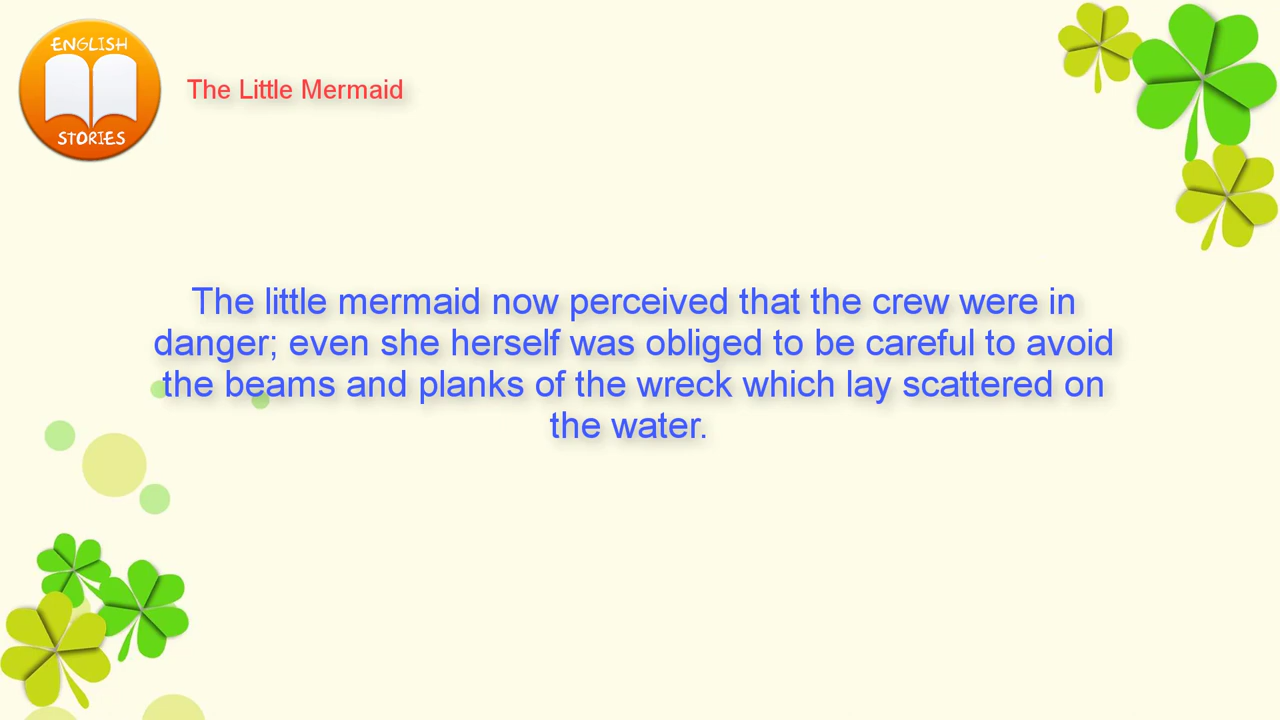 ENGLISH
STORIES
The Little Mermaid
The little mermaid now perceived that the crew were in
danger; even she herself was obliged to be careful to avoid
the beams and planks of the wreck which lay scattered on
the water.